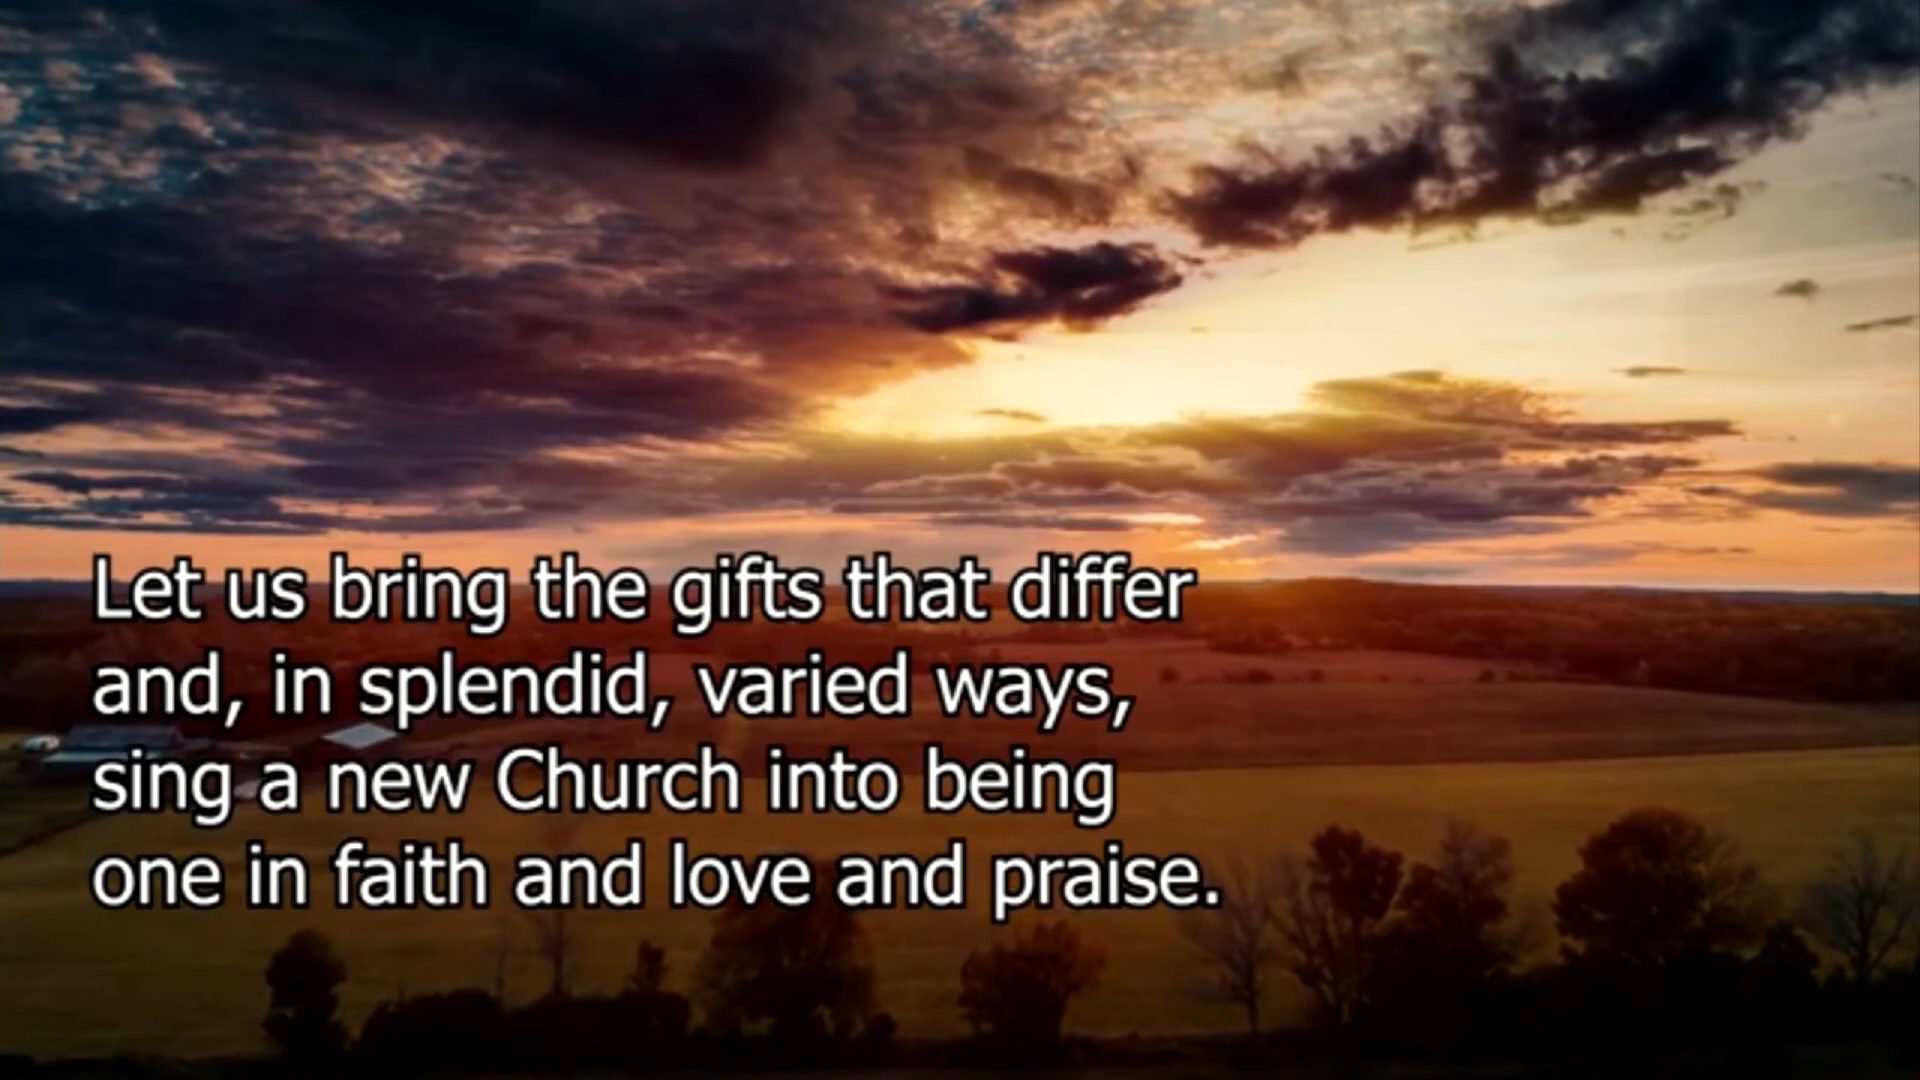 Let us bring the gifts that differ
and, in splendid, varied ways,
sing a new Church into being
one in faith and love and praise.